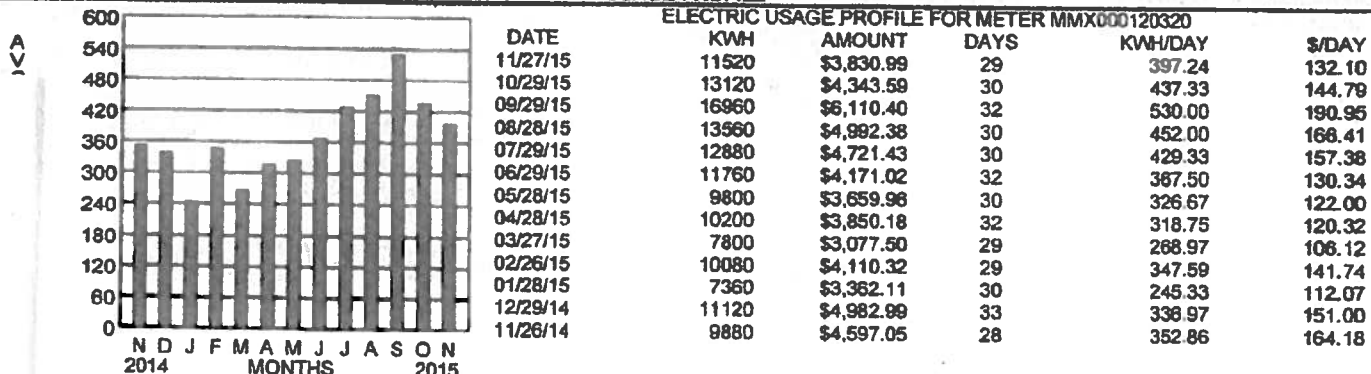 ELECTRIC USAGE PROFILE FOR METER MMX000120320
DATE KWH AMOUNT DAYS KWH/DAY $/DAY
11/27/15 11520 $3,830.99 29 397.24 132.10
10/29/15 13120 $4,343.59 30 437.33 144.79
09/29/15 16960 $6,110.40 32 530.00 190.95
08/28/15 13560 $4,992.38 30 452.00 166.41
07/29/15 12880 $4,721.43 30 429.33 157.38
06/29/15 11760 $4,171.02 32 367.50 130.34
05/28/15 9800 $3,659.96 30 326.67 122.00
04/28/15 10200 $3,850.18 32 318.75 120.32
03/27/15 7800 $3,077.50 29 268.97 106.12
02/26/15 10080 $4,110.32 29 347.59 141.74
01/28/15 7360 $3,362.11 30 245.33 112.07
12/29/14 11120 $4,982.99 33 336.97 151.00
11/26/14 9880 $4,597.05 28 352.86 164.18
A
V
600
540
480
420
360
300
240
180
120
60
0
N D J F M A M J J A S O N
2014 MONTHS 2015